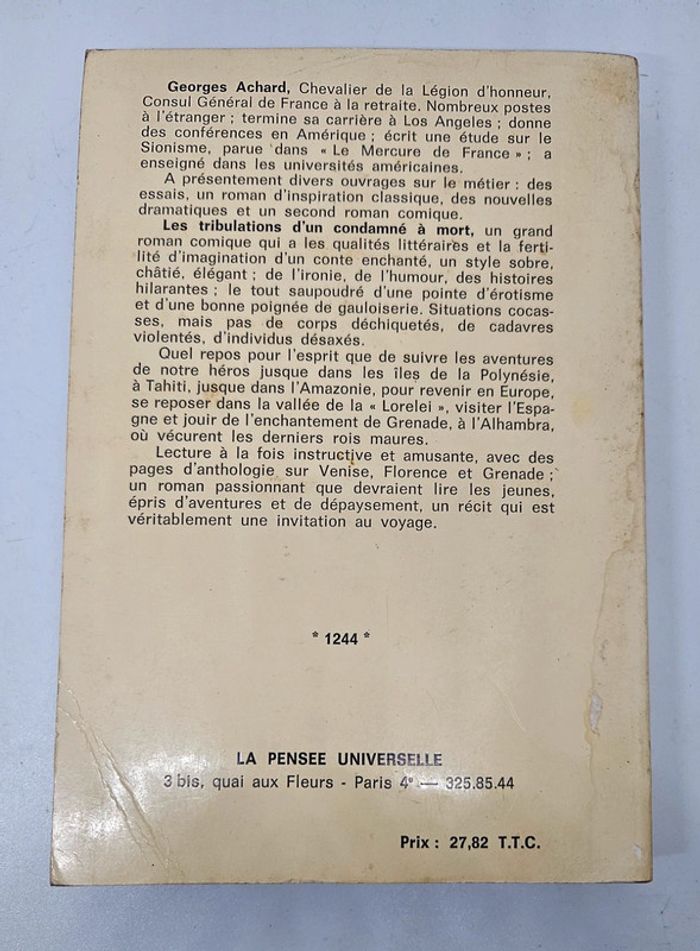 Georges Achard, Chevalier de la Légion d'honneur,
Consul Général de France à la retraite. Nombreux postes
à l'étranger ; termine sa carrière à Los Angeles ; donne
des conférences en Amérique ; écrit une étude sur le
Sionisme, parue dans « Le Mercure de France » ; a
enseigné dans les universités américaines.
A présentement divers ouvrages sur le métier : des
essais, un roman d'inspiration classique, des nouvelles
dramatiques et un second roman comique.
Les tribulations d'un condamné à mort, un grand
roman comique qui a les qualités littéraires et la ferti-
lité d'imagination d'un conte enchanté, un style sobre,
châtié, élégant ; de l'ironie, de l'humour, des histoires
hilarantes ; le tout saupoudré d'une pointe d'érotisme
et d'une bonne poignée de gauloiserie. Situations cocas-
ses, mais pas de corps déchiquetés, de cadavres
violentés, d'individus désaxés.
Quel repos pour l'esprit que de suivre les aventures
de notre héros jusque dans les îles de la Polynésie,
à Tahiti, jusque dans l'Amazonie, pour revenir en Europe,
se reposer dans la vallée de la « Lorelei », visiter l'Espa-
gne et jouir de l'enchantement de Grenade, à l'Alhambra,
où vécurent les derniers rois maures.
Lecture à la fois instructive et amusante, avec des
pages d'anthologie sur Venise, Florence et Grenade ;
un roman passionnant que devraient lire les jeunes,
épris d'aventures et de dépaysement, un récit qui est
véritablement une invitation au voyage.
* 1244 *
LA PENSEE UNIVERSELLE
3 bis, quai aux Fleurs - Paris 4e — 325.85.44
Prix : 27,82 T.T.C.